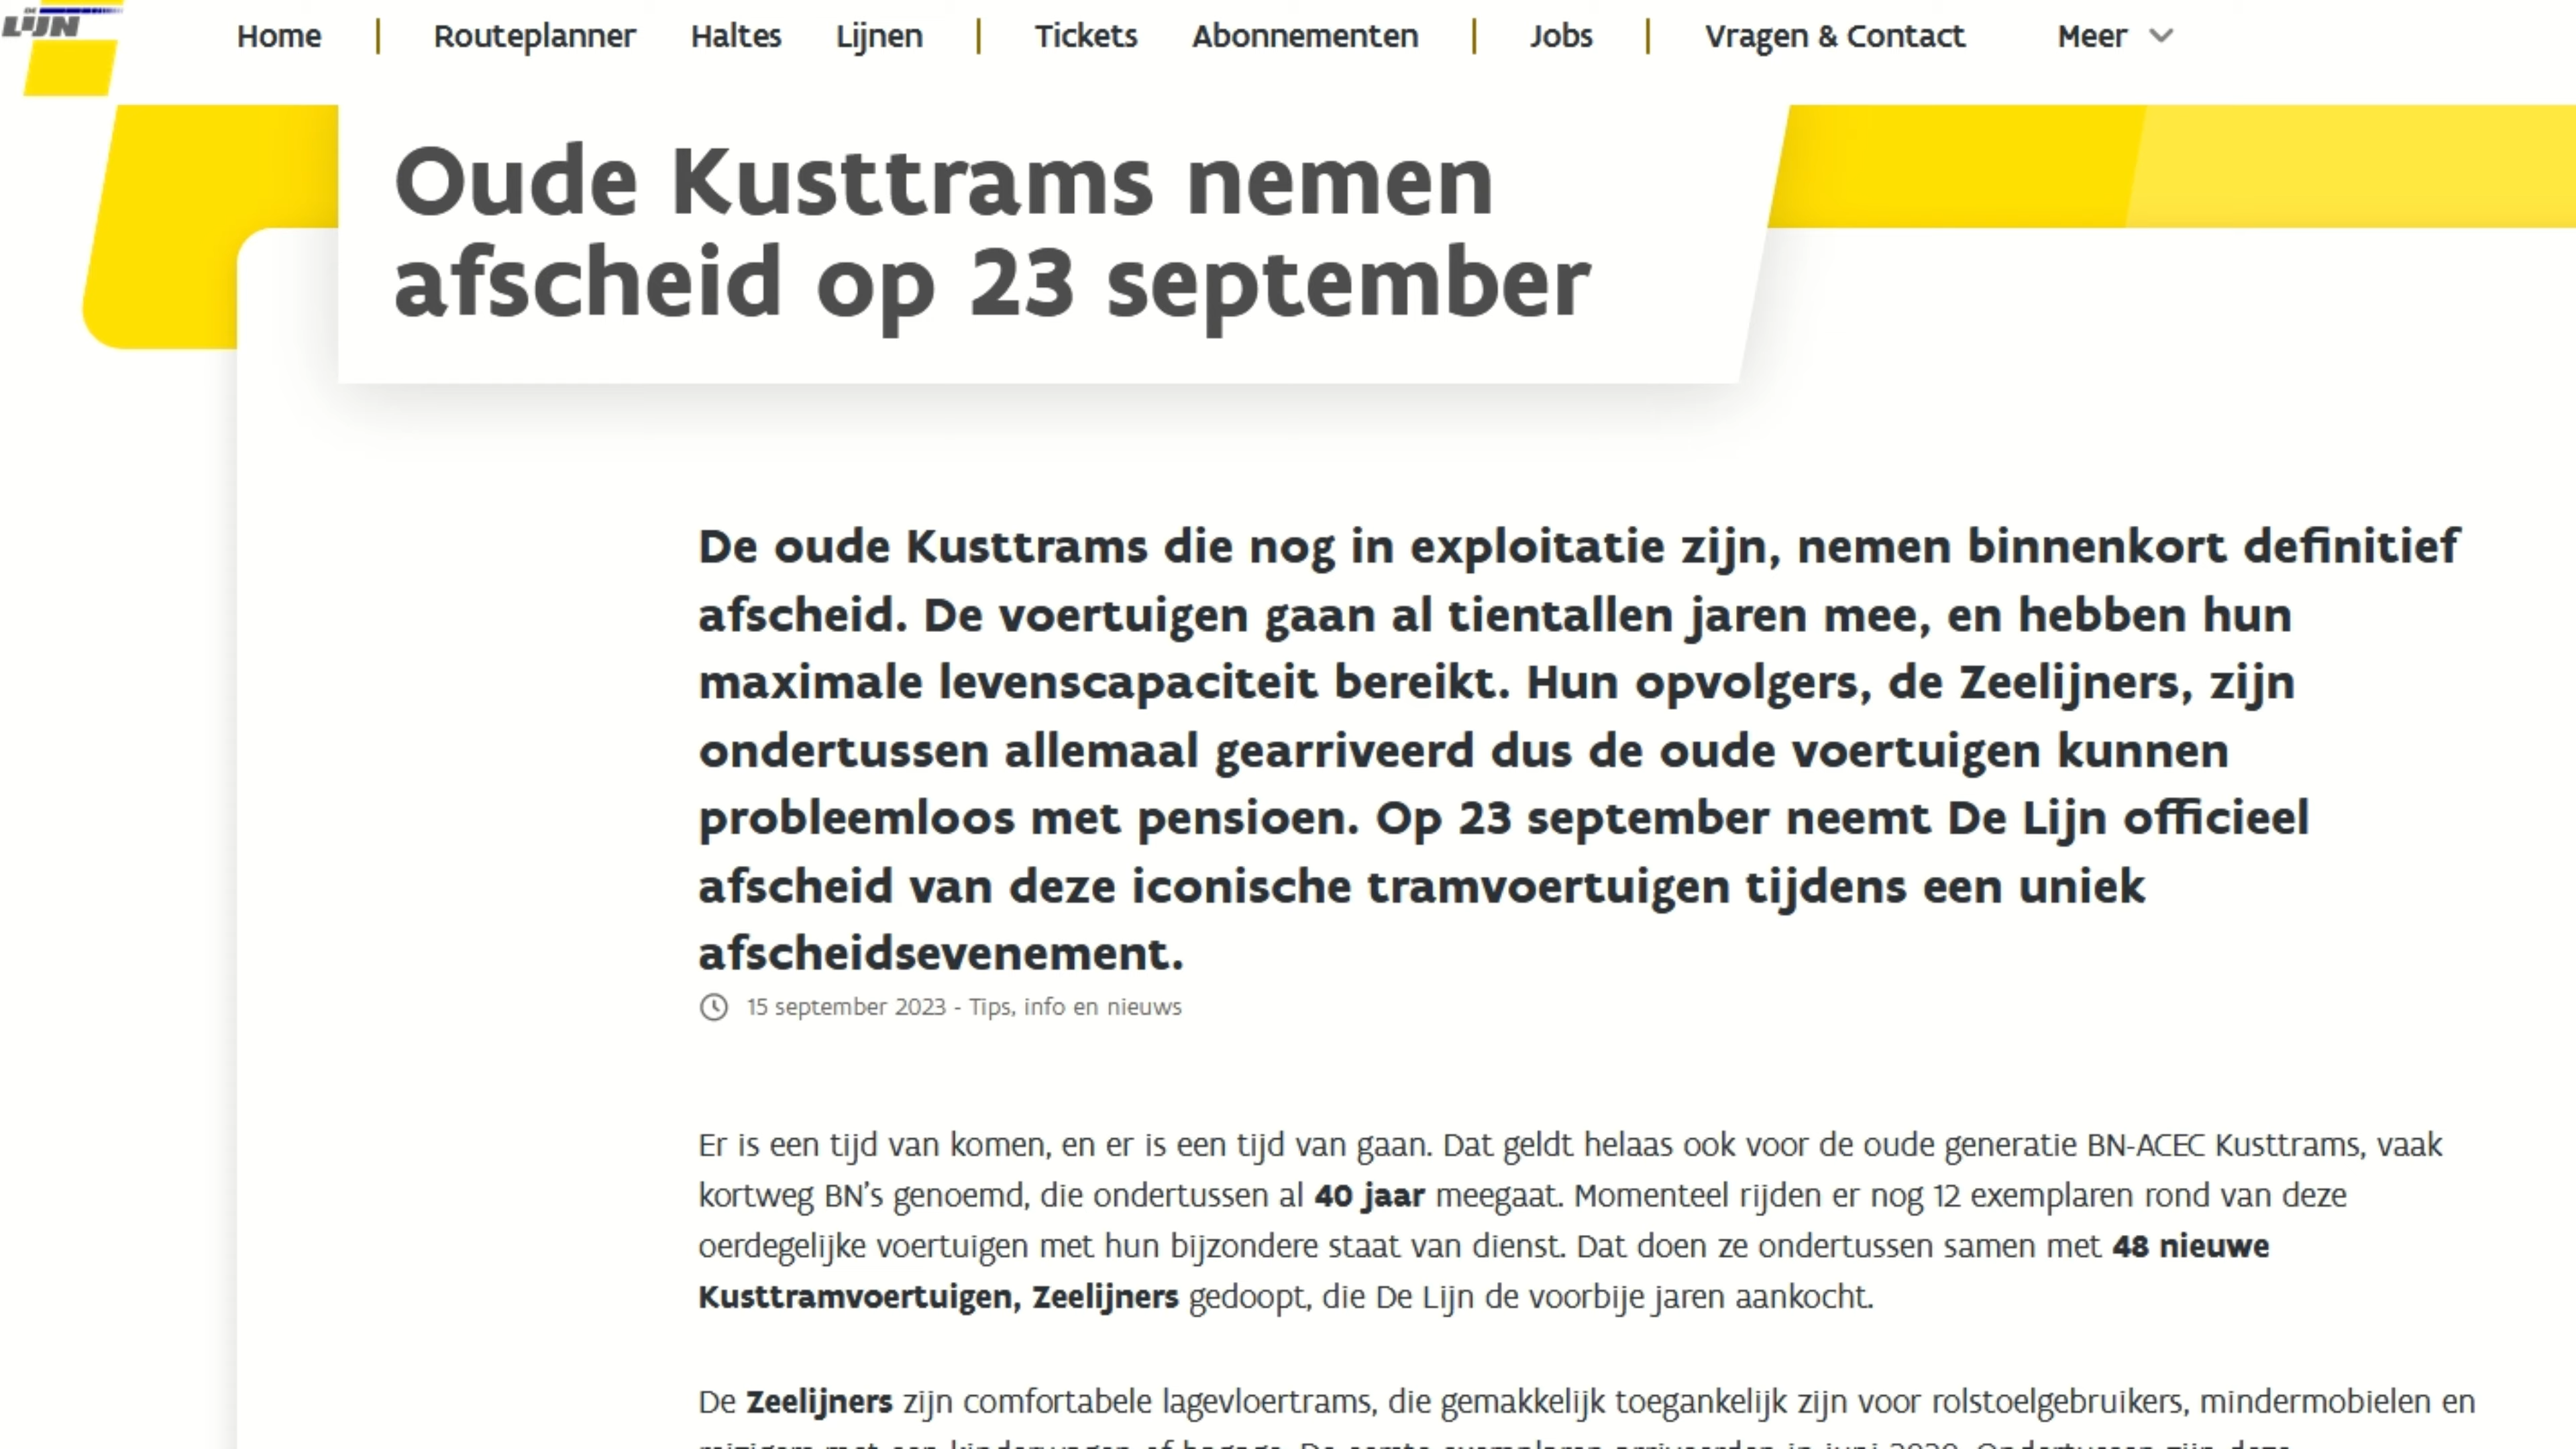 DE LIJN
Home Routeplanner Haltes Lijnen Tickets Abonnementen Jobs Vragen & Contact Meer
Oude Kusttrams nemen
afscheid op 23 september
De oude Kusttrams die nog in exploitatie zijn, nemen binnenkort definitief
afscheid. De voertuigen gaan al tientallen jaren mee, en hebben hun
maximale levenscapaciteit bereikt. Hun opvolgers, de Zeelijners, zijn
ondertussen allemaal gearriveerd dus de oude voertuigen kunnen
probleemloos met pensioen. Op 23 september neemt De Lijn officieel
afscheid van deze iconische tramvoertuigen tijdens een uniek
afscheidsevenement.
15 september 2023 - Tips, info en nieuws
Er is een tijd van komen, en er is een tijd van gaan. Dat geldt helaas ook voor de oude generatie BN-ACEC Kusttrams, vaak
kortweg BN's genoemd, die ondertussen al 40 jaar meegaat. Momenteel rijden er nog 12 exemplaren rond van deze
oerdegelijke voertuigen met hun bijzondere staat van dienst. Dat doen ze ondertussen samen met 48 nieuwe
Kusttramvoertuigen, Zeelijners gedoopt, die De Lijn de voorbije jaren aankocht.
De Zeelijners zijn comfortabele lagevloertrams, die gemakkelijk toegankelijk zijn voor rolstoelgebruikers, mindermobielen en